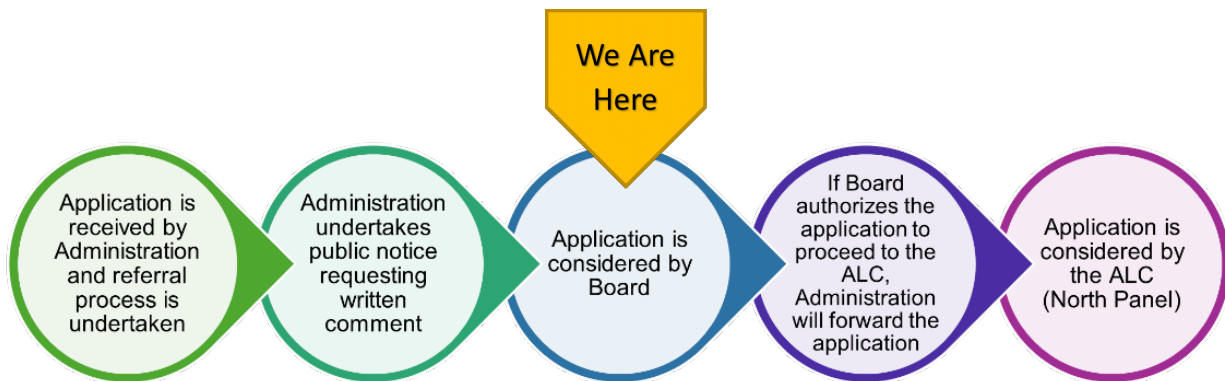 We Are
Here
Application is
received by
Administration
and referral
process is
undertaken
Administration
undertakes
public notice
requesting
written
comment
Application is
considered by
Board
If Board
authorizes the
application to
proceed to the
ALC,
Administration
will forward the
application
Application is
considered by
the ALC
(North Panel)